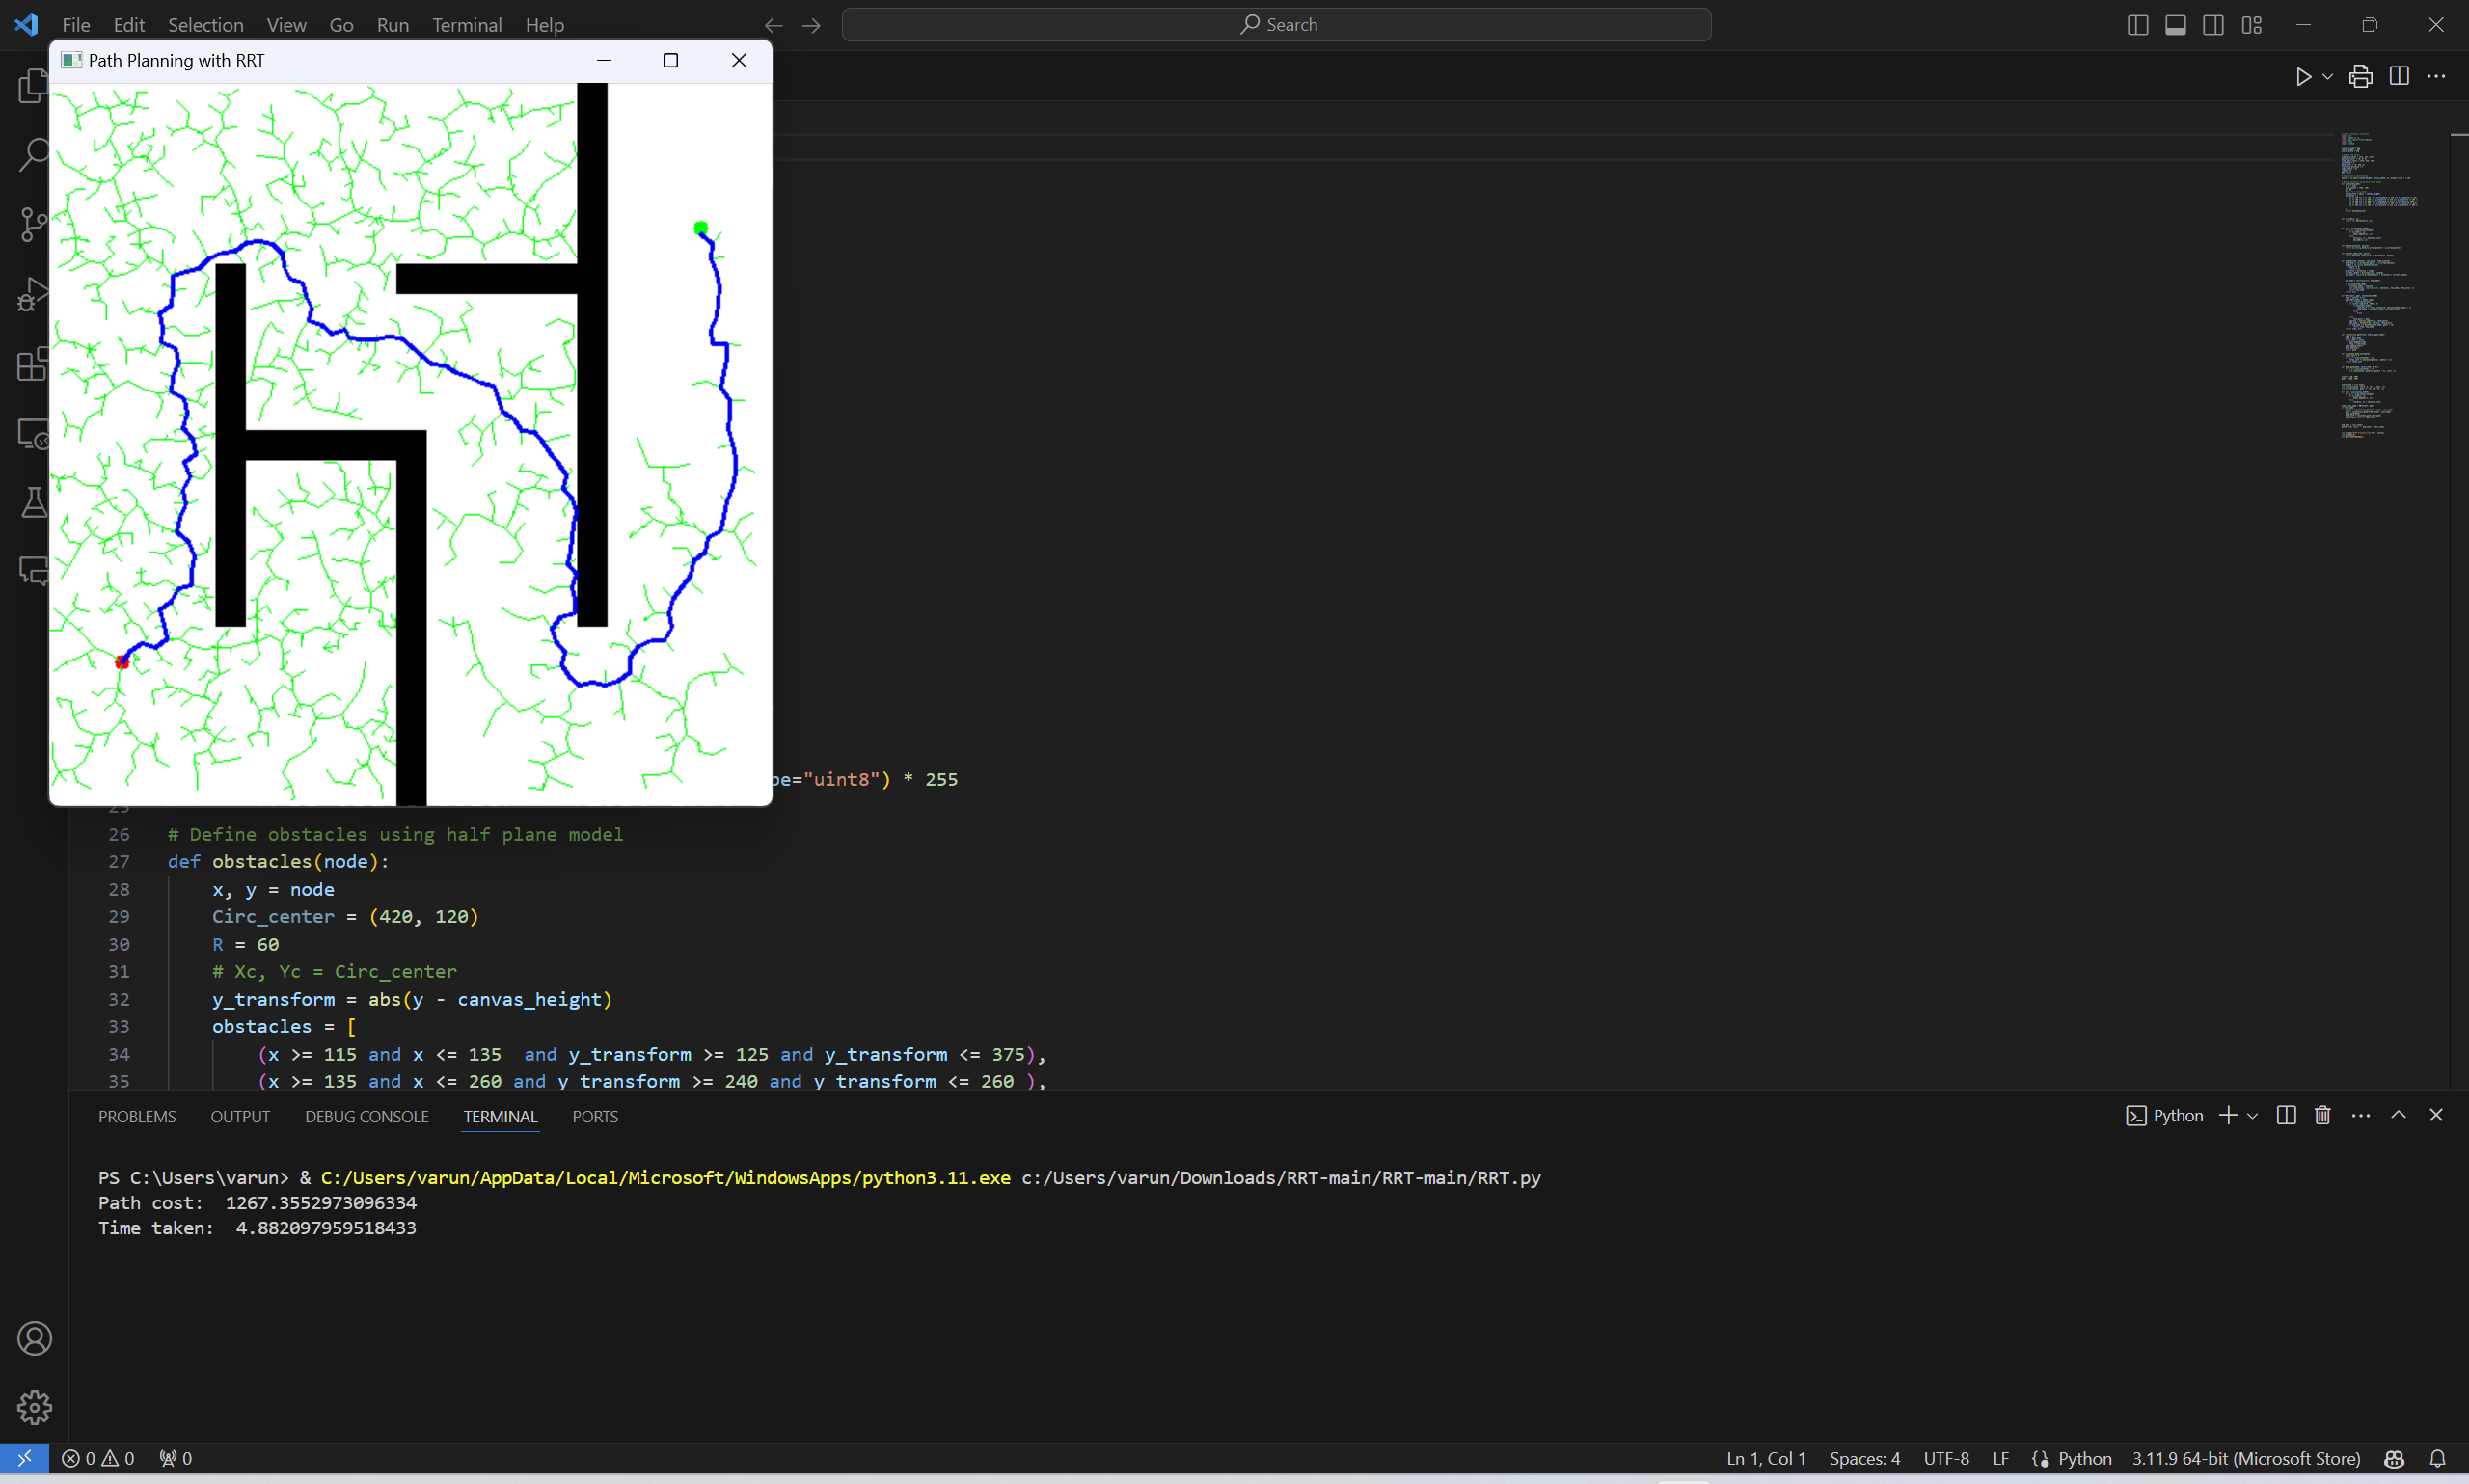 File Edit Selection View Go Run Terminal Help
Search
Path Planning with RRT
pe="uint8") * 255
25
26 # Define obstacles using half plane model
27 def obstacles(node):
28 x, y = node
29 Circ_center = (420, 120)
30 R = 60
31 # Xc, Yc = Circ_center
32 y_transform = abs(y - canvas_height)
33 obstacles = [
34 (x >= 115 and x <= 135  and y_transform >= 125 and y_transform <= 375),
35 (x >= 135 and x <= 260 and y_transform >= 240 and y_transform <= 260 ),
PROBLEMS OUTPUT DEBUG CONSOLE TERMINAL PORTS
Python
PS C:\Users\varun> & C:/Users/varun/AppData/Local/Microsoft/WindowsApps/python3.11.exe c:/Users/varun/Downloads/RRT-main/RRT-main/RRT.py
Path cost:  1267.3552973096334
Time taken:  4.882097959518433
0 0 0 Ln 1, Col 1 Spaces: 4 UTF-8 LF Python 3.11.9 64-bit (Microsoft Store)